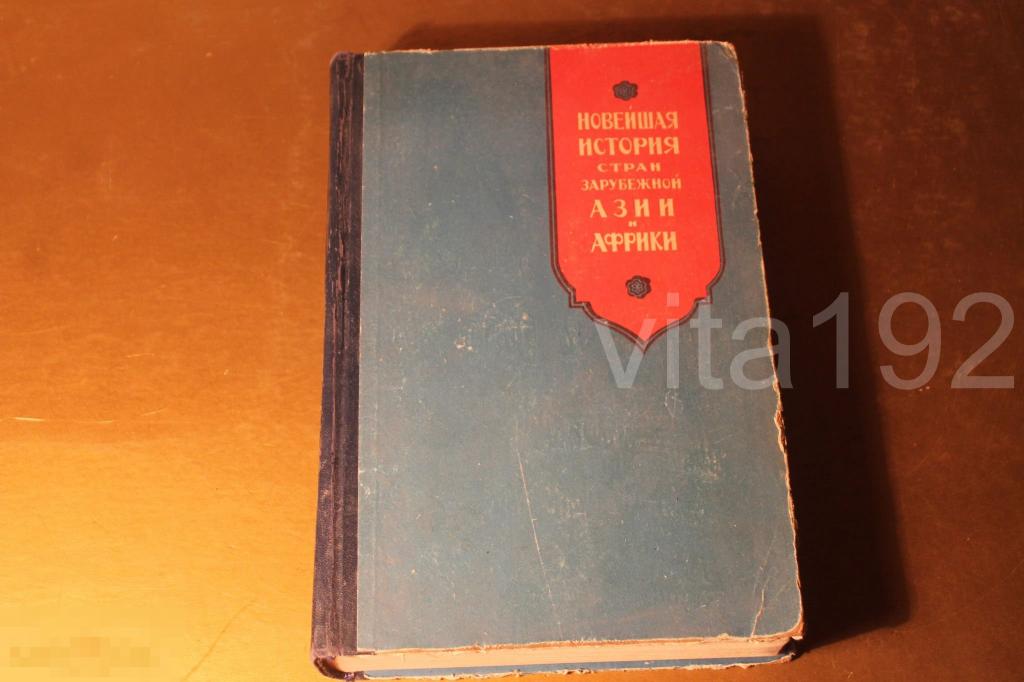 НОВЕЙШАЯ
ИСТОРИЯ
СТРАН
ЗАРУБЕЖНОЙ
АЗИИ
И
АФРИКИ
vita192